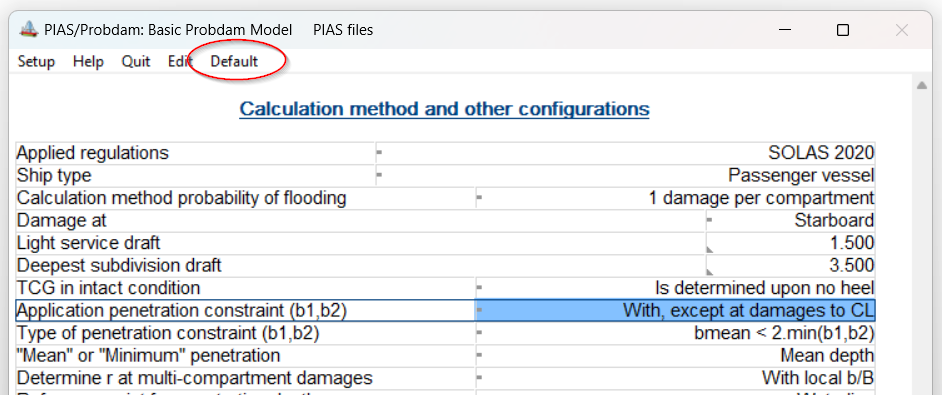 PIAS/Probdam: Basic Probdam Model PIAS files
Setup Help Quit Edit Default
Calculation method and other configurations
Applied regulations SOLAS 2020
Ship type Passenger vessel
Calculation method probability of flooding 1 damage per compartment
Damage at Starboard
Light service draft 1.500
Deepest subdivision draft 3.500
TCG in intact condition Is determined upon no heel
Application penetration constraint (b1,b2) With, except at damages to CL
Type of penetration constraint (b1,b2) bmean < 2.min(b1,b2)
"Mean" or "Minimum" penetration Mean depth
Determine r at multi-compartment damages With local b/B